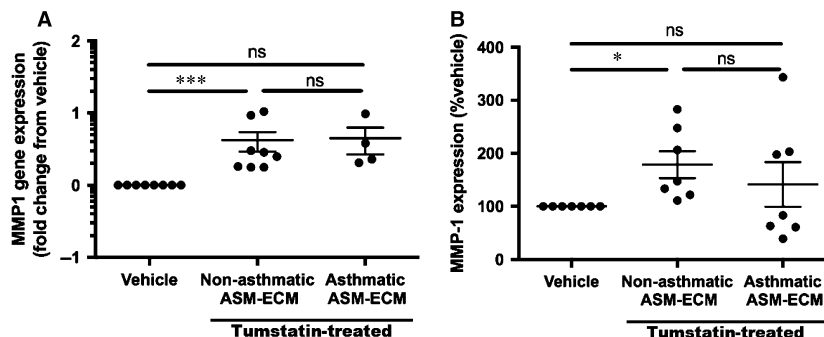 A
MMP1 gene expression
(fold change from vehicle)
2
1
0
–1
ns
***
ns
Vehicle
Non-asthmatic
ASM-ECM
Asthmatic
ASM-ECM
Tumstatin-treated
B
MMP-1 expression (%vehicle)
400
300
200
100
0
ns
*
ns
Vehicle
Non-asthmatic
ASM-ECM
Asthmatic
ASM-ECM
Tumstatin-treated